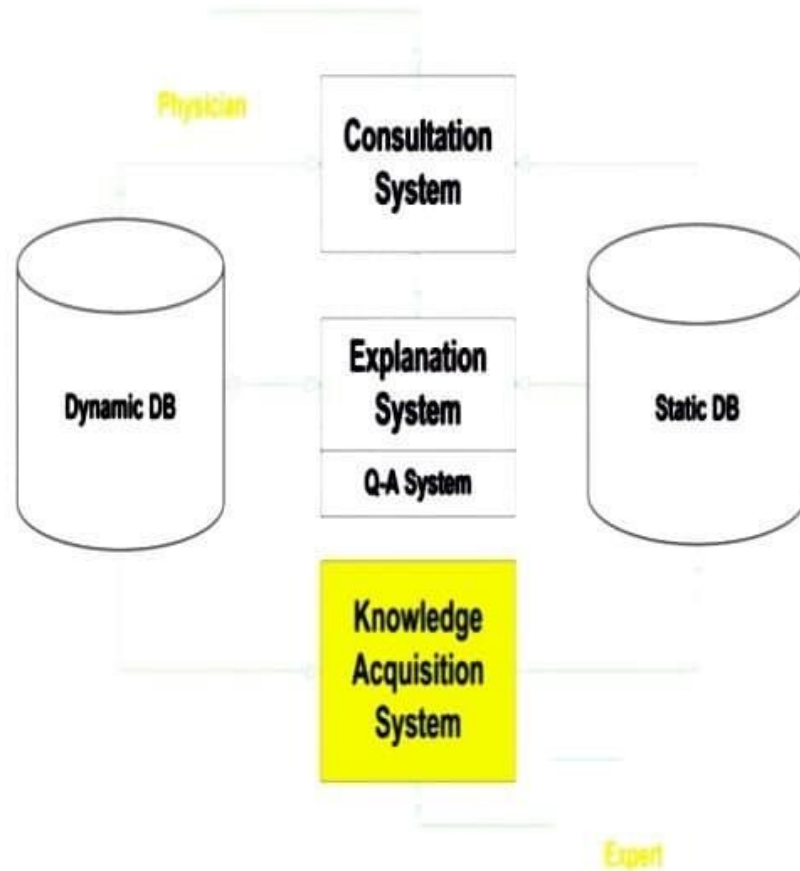 Physician
Consultation
System
Explanation
System
Dynamic DB
Static DB
Q-A System
Knowledge
Acquisition
System
Expert